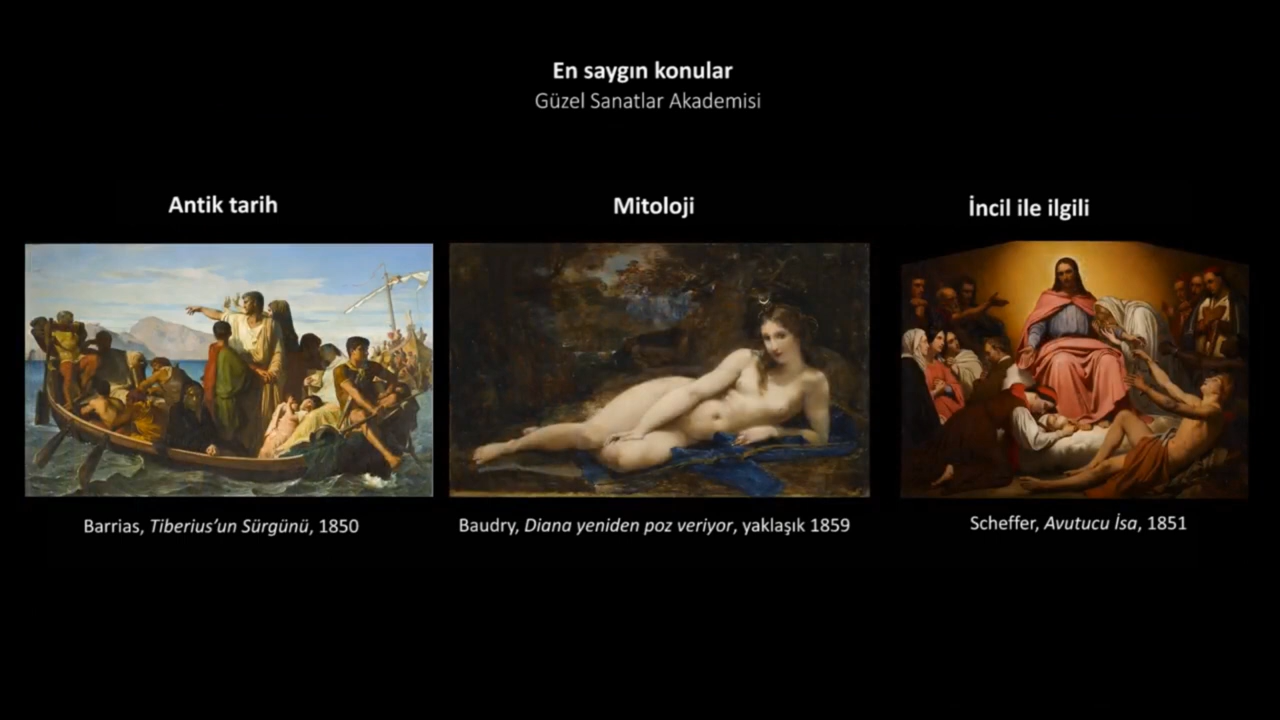 En saygın konular
Güzel Sanatlar Akademisi
Antik tarih
Mitoloji
İncil ile ilgili
Barrias, Tiberius'un Sürgünü, 1850
Baudry, Diana yeniden poz veriyor, yaklaşık 1859
Scheffer, Avutucu İsa, 1851